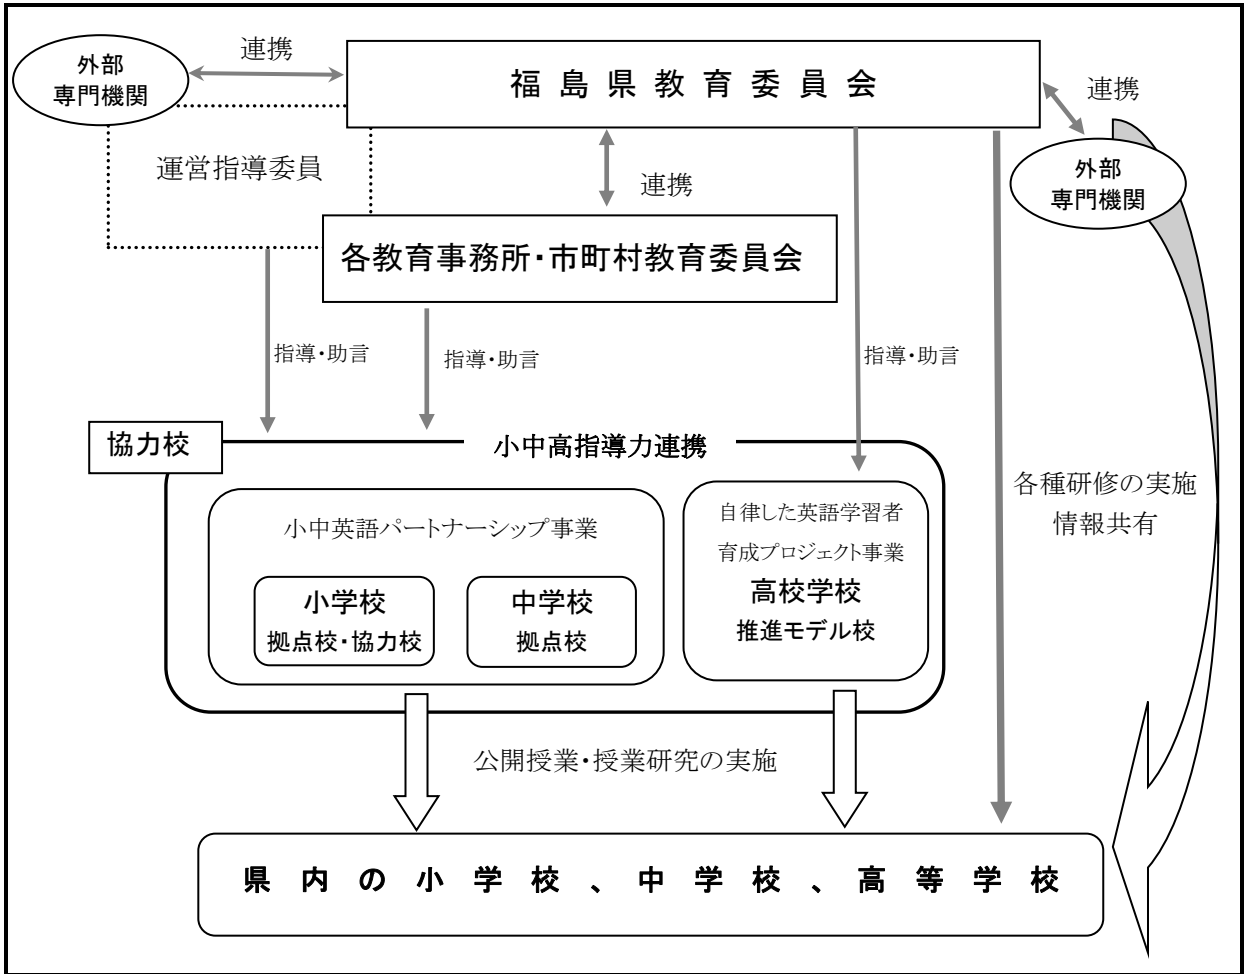 連携
外部
専門機関
福島県教育委員会
連携
外部
専門機関
運営指導委員
連携
各教育事務所・市町村教育委員会
指導・助言
指導・助言
指導・助言
協力校
小中高指導力連携
小中英語パートナーシップ事業
小学校
拠点校・協力校
中学校
拠点校
自律した英語学習者
育成プロジェクト事業
高校学校
推進モデル校
各種研修の実施
情報共有
公開授業・授業研究の実施
県内の小学校、中学校、高等学校